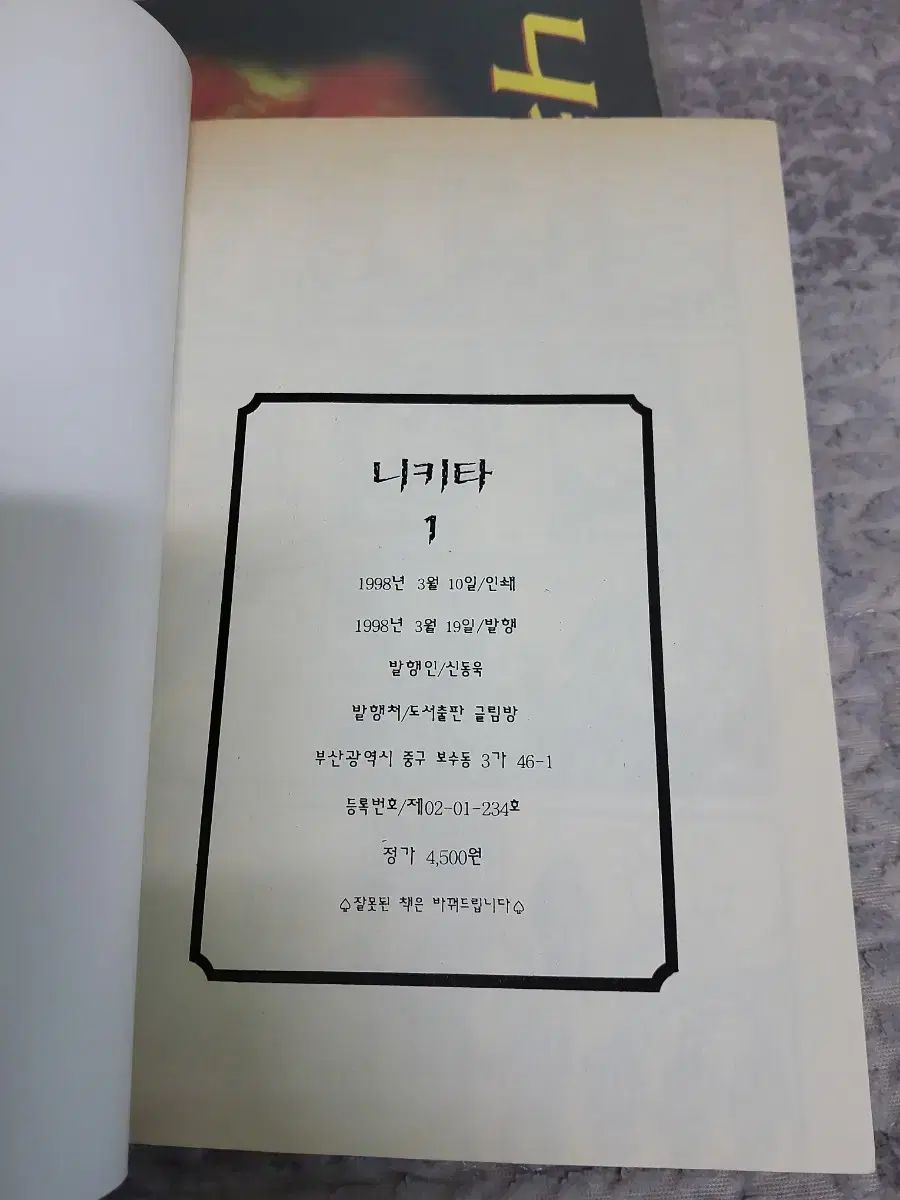 h
니키타
1
1998년 3월 10일/인쇄
1998년 3월 19일/발행
발행인/신동욱
발행처/도서출판 글림방
부산광역시 중구 보수동 3가 46-1
등록번호/제02-01-234호
정가 4,500원
♤잘못된 책은 바꿔드립니다♤